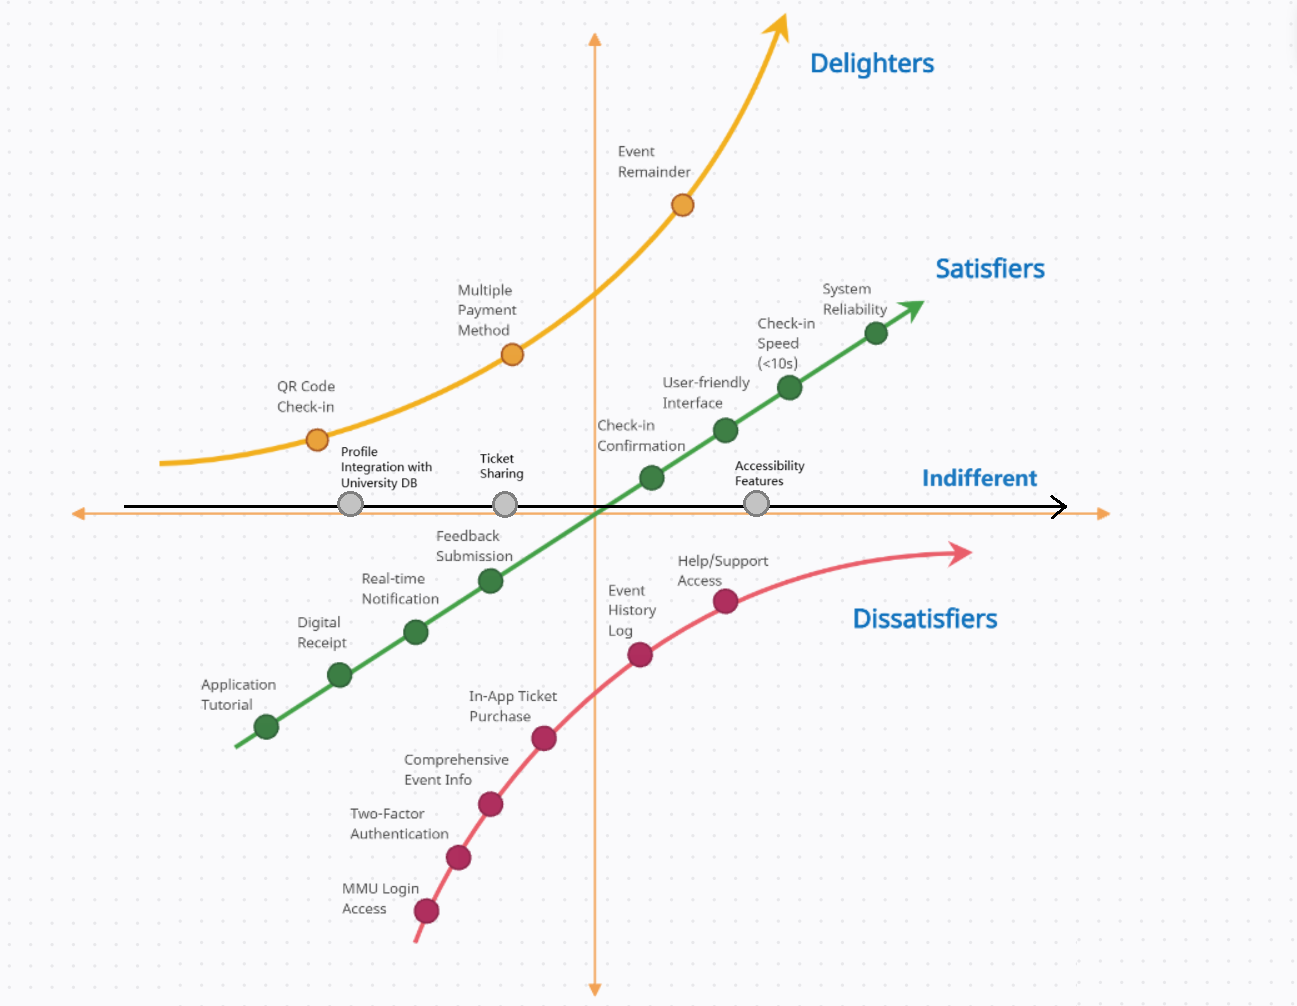 Delighters
Event
Remainder
Satisfiers
Multiple
Payment
Method
System
Reliability
Check-in
Speed
(<10s)
QR Code
Check-in
User-friendly
Interface
Check-in
Confirmation
Profile
Integration with
University DB
Ticket
Sharing
Accessibility
Features
Indifferent
Feedback
Submission
Real-time
Notification
Help/Support
Access
Event
History
Log
Dissatisfiers
Digital
Receipt
Application
Tutorial
In-App Ticket
Purchase
Comprehensive
Event Info
Two-Factor
Authentication
MMU Login
Access